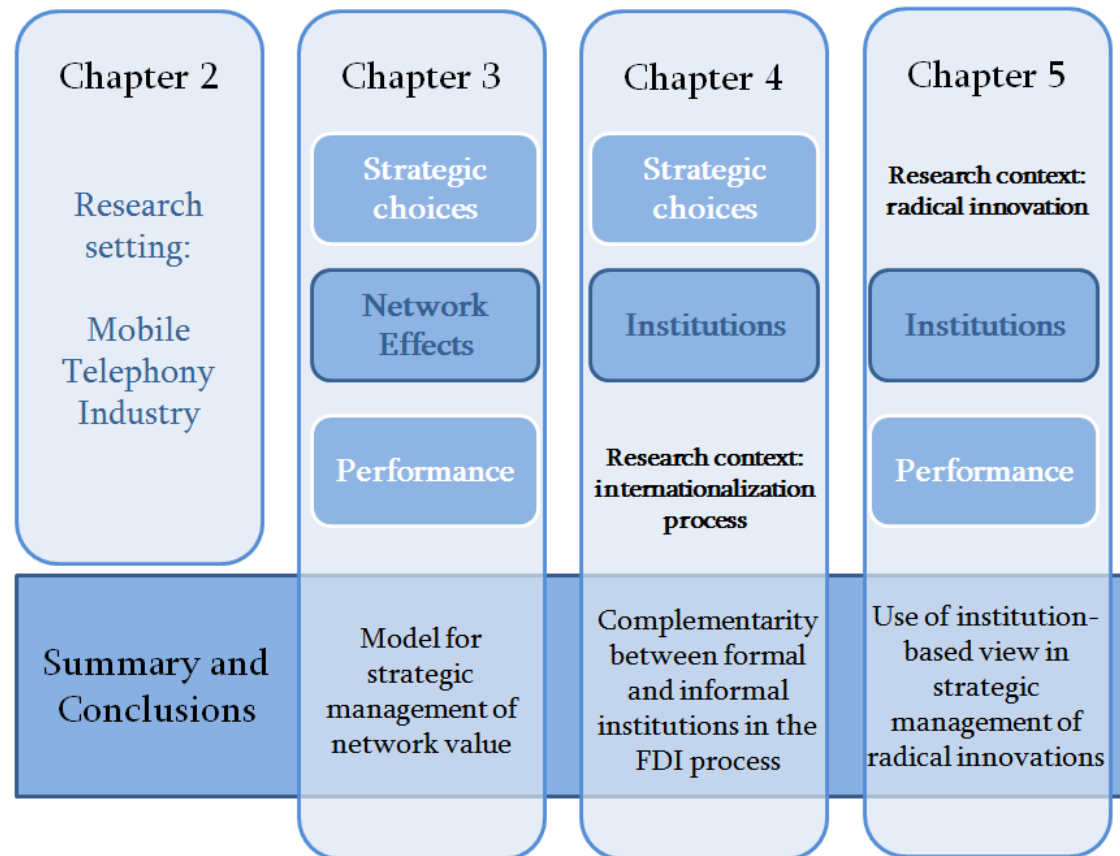 Chapter 2
Research
setting:
Mobile
Telephony
Industry
Chapter 3
Strategic
choices
Network
Effects
Performance
Chapter 4
Strategic
choices
Institutions
Research context:
internationalization
process
Chapter 5
Research context:
radical innovation
Institutions
Performance
Summary and
Conclusions
Model for
strategic
management of
network value
Complementarity
between formal
and informal
institutions in the
FDI process
Use of institution-
based view in
strategic
management of
radical innovations